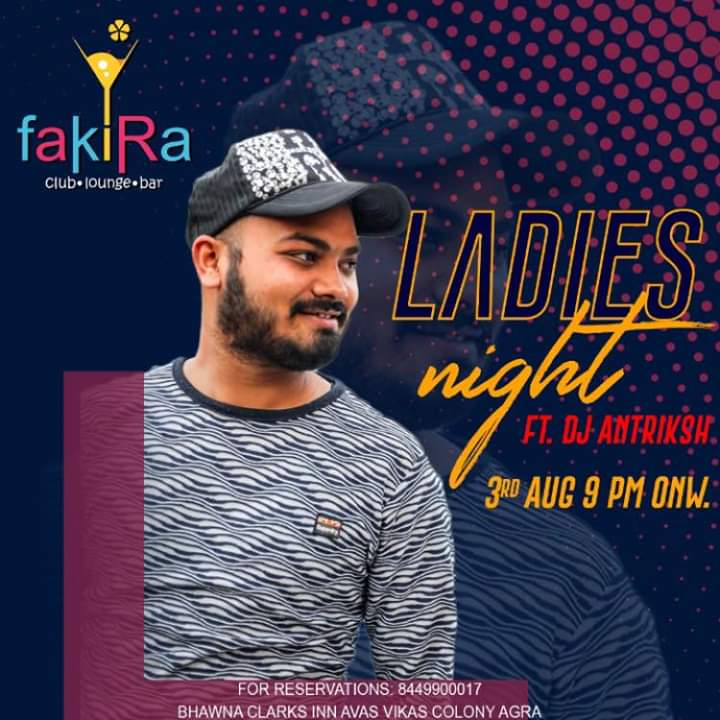 fakiRa
club•lounge•bar
LADIES
night
FT. DJ ANTRIKSH
3RD AUG 9 PM ONW.
FOR RESERVATIONS: 8449900017
BHAWNA CLARKS INN AVAS VIKAS COLONY AGRA